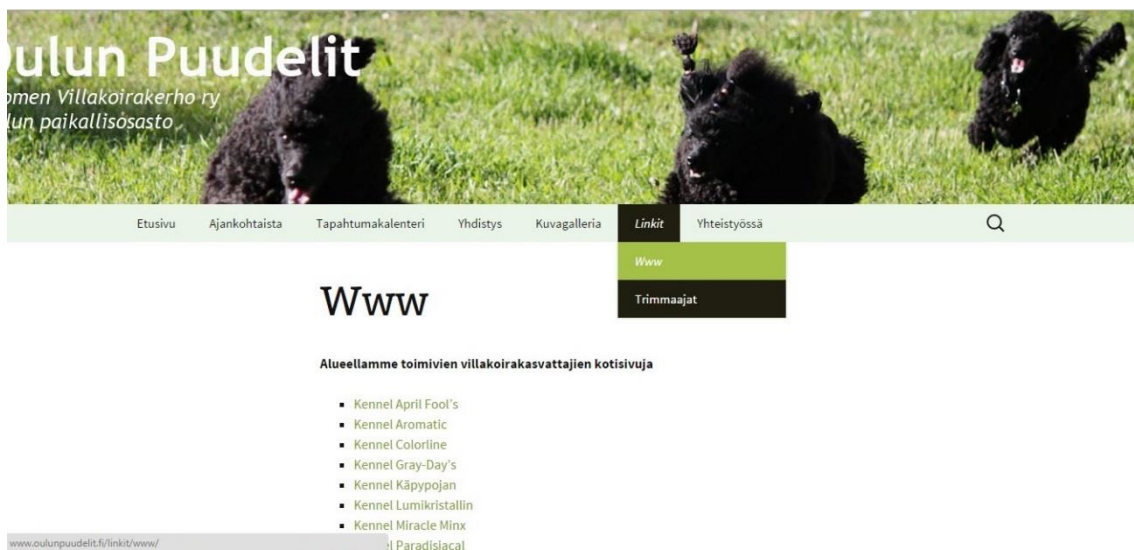 ulun Puudelit
omen Villakoirakerho ry
lun paikallisosasto
Etusivu Ajankohtaista Tapahtumakalenteri Yhdistys Kuvagalleria Linkit Yhteistyössä
Www
Trimmaajat
Www
Alueellamme toimivien villakoirakasvattajien kotisivuja
Kennel April Fool's
Kennel Aromatic
Kennel Colorline
Kennel Gray-Day's
Kennel Käpypojan
Kennel Lumikristallin
Kennel Miracle Minx
l Paradisiacal
www.oulunpuudelit.fi/linkit/www/